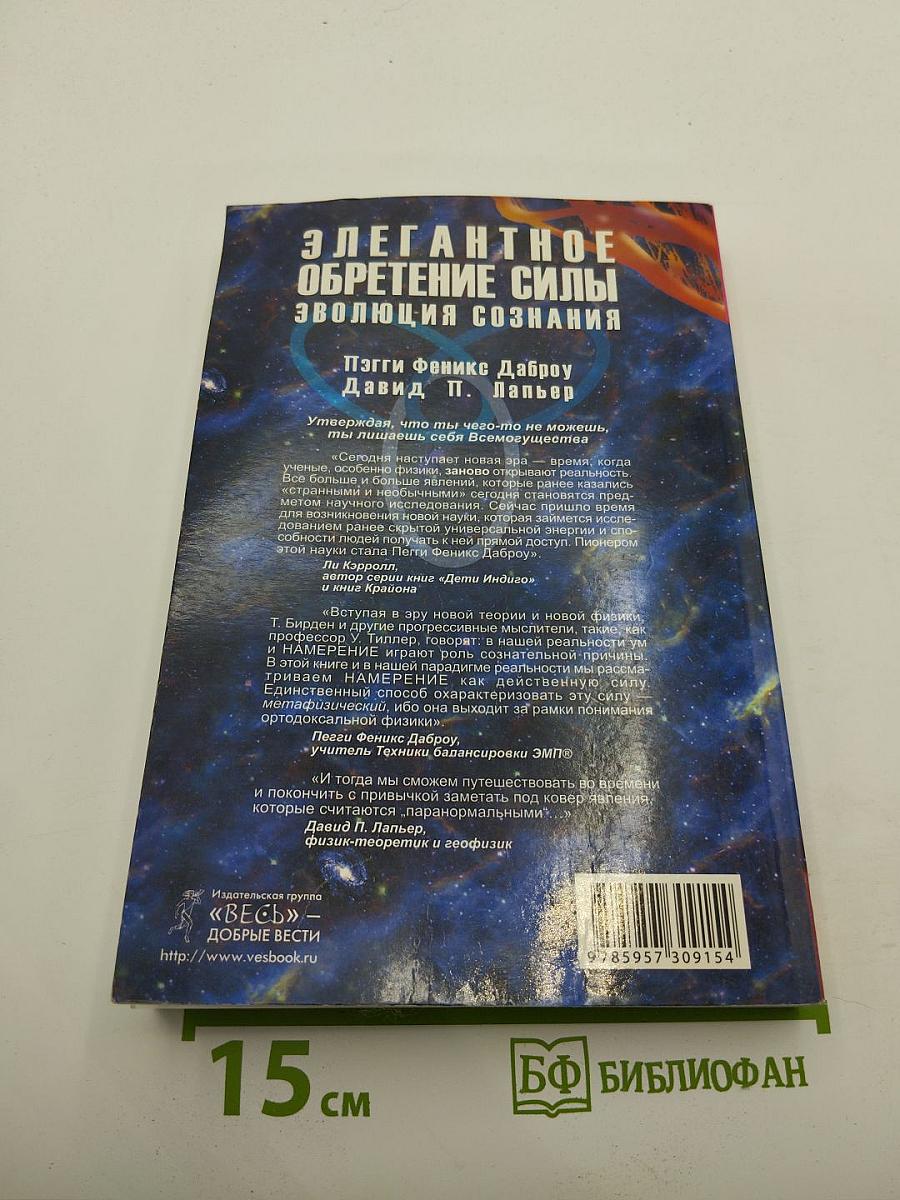 ЭЛЕГАНТНОЕ
ОБРЕТЕНИЕ СИЛЫ
ЭВОЛЮЦИЯ СОЗНАНИЯ
Пэгги Феникс Даброу
Давид П. Лапьер
Утверждая, что ты чего-то не можешь,
ты лишаешь себя Всемогущества
«Сегодня наступает новая эра — время, когда
ученые, особенно физики, заново открывают реальность.
Все больше и больше явлений, которые ранее казались
«странными и необычными» сегодня становятся пред-
метом научного исследования. Сейчас пришло время
для возникновения новой науки, которая займется иссле-
дованием ранее скрытой универсальной энергии и спо-
собности людей получать к ней прямой доступ. Пионером
этой науки стала Пегги Феникс Даброу».
Ли Кэрролл,
автор серии книг «Дети Индиго»
и книг Крайона
«Вступая в эру новой теории и новой физики,
Т. Бирден и другие прогрессивные мыслители, такие, как
профессор У. Тиллер, говорят: в нашей реальности ум
и НАМЕРЕНИЕ играют роль сознательной причины.
В этой книге и в нашей парадигме реальности мы рассма-
триваем НАМЕРЕНИЕ как действенную силу.
Единственный способ охарактеризовать эту силу —
метафизический, ибо она выходит за рамки понимания
ортодоксальной физики».
Пегги Феникс Даброу,
учитель Техники балансировки ЭМП®
«И тогда мы сможем путешествовать во времени
и покончить с привычкой заметать под ковер явления,
которые считаются „паранормальными"...»
Давид П. Лапьер,
физик-теоретик и геофизик
Издательская группа
«ВЕСЬ» –
ДОБРЫЕ ВЕСТИ
http://www.vesbook.ru
9 785957 309154
15 см
БФ БИБЛИОФАН